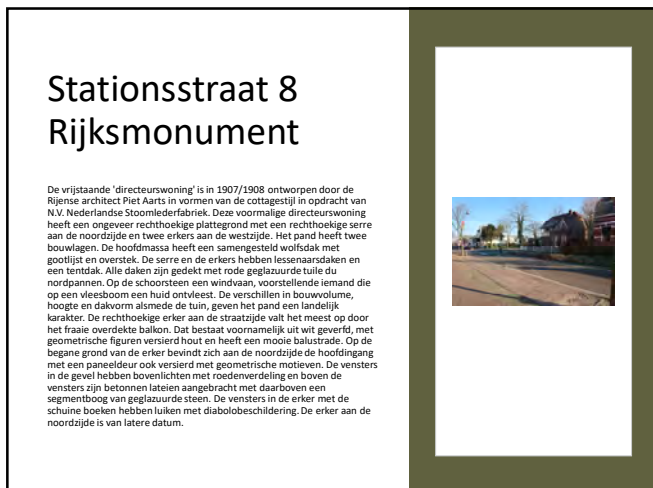 Stationsstraat 8
Rijksmonument
De vrijstaande 'directeurswoning' is in 1907/1908 ontworpen door de
Rijense architect Piet Aarts in vormen van de cottagestijl in opdracht van
N.V. Nederlandse Stoomlederfabriek. Deze voormalige directeurswoning
heeft een ongeveer rechthoekige plattegrond met een rechthoekige serre
aan de noordzijde en twee erkers aan de westzijde. Het pand heeft twee
bouwlagen. De hoofdmassa heeft een samengesteld wolfsdak met
gootlijst en overstek. De serre en de erkers hebben lessenaarsdaken en
een tentdak. Alle daken zijn gedekt met rode geglazuurde tuile du
nordpannen. Op de schoorsteen een windvaan, voorstellende iemand die
op een vleesboom een huid ontvleest. De verschillen in bouwvolume,
hoogte en dakvorm alsmede de tuin, geven het pand een landelijk
karakter. De rechthoekige erker aan de straatzijde valt het meest op door
het fraaie overdekte balkon. Dat bestaat voornamelijk uit wit geverfd, met
geometrische figuren versierd hout en heeft een mooie balustrade. Op de
begane grond van de erker bevindt zich aan de noordzijde de hoofdingang
met een paneeldeur ook versierd met geometrische motieven. De vensters
in de gevel hebben bovenlichten met roedenverdeling en boven de
vensters zijn betonnen lateien aangebracht met daarboven een
segmentboog van geglazuurde steen. De vensters in de erker met de
schuine boeken hebben luiken met diabolobeschildering. De erker aan de
noordzijde is van latere datum.